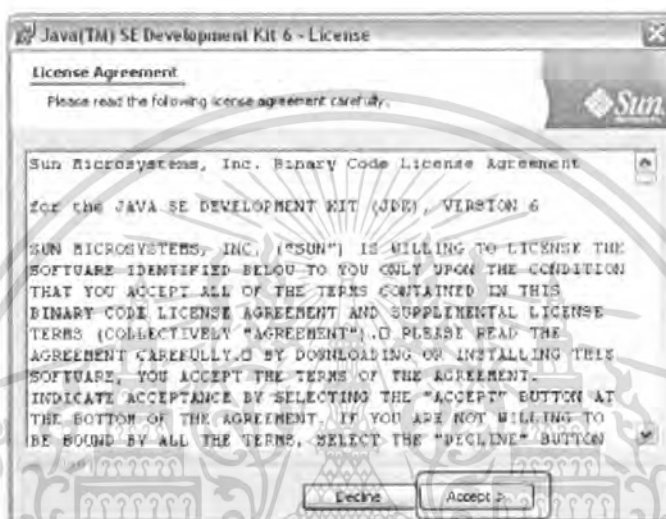 Java(TM) SE Development Kit 6 - License
License Agreement
Please read the following license agreement carefully.
Sun
Sun Microsystems, Inc. Binary Code License Agreement
for the JAVA SE DEVELOPMENT KIT (JDK), VERSION 6
SUN MICROSYSTEMS, INC. ("SUN") IS WILLING TO LICENSE THE
SOFTWARE IDENTIFIED BELOW TO YOU ONLY UPON THE CONDITION
THAT YOU ACCEPT ALL OF THE TERMS CONTAINED IN THIS
BINARY CODE LICENSE AGREEMENT AND SUPPLEMENTAL LICENSE
TERMS (COLLECTIVELY "AGREEMENT").□ PLEASE READ THE
AGREEMENT CAREFULLY.□ BY DOWNLOADING OR INSTALLING THIS
SOFTWARE, YOU ACCEPT THE TERMS OF THE AGREEMENT.
INDICATE ACCEPTANCE BY SELECTING THE "ACCEPT" BUTTON AT
THE BOTTOM OF THE AGREEMENT. IF YOU ARE NOT WILLING TO
BE BOUND BY ALL THE TERMS, SELECT THE "DECLINE" BUTTON
Decline
Accept >